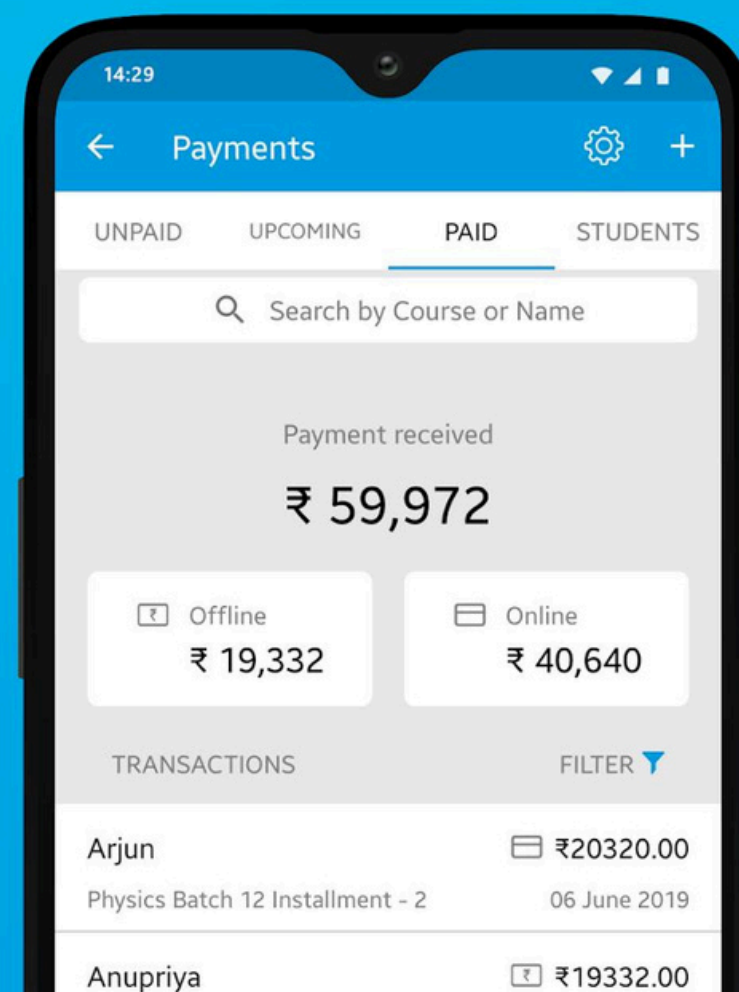 14:29
Payments
UNPAID UPCOMING PAID STUDENTS
Search by Course or Name
Payment received
₹ 59,972
Offline Online
₹ 19,332 ₹ 40,640
TRANSACTIONS FILTER
Arjun ₹20320.00
Physics Batch 12 Installment - 2 06 June 2019
Anupriya ₹19332.00